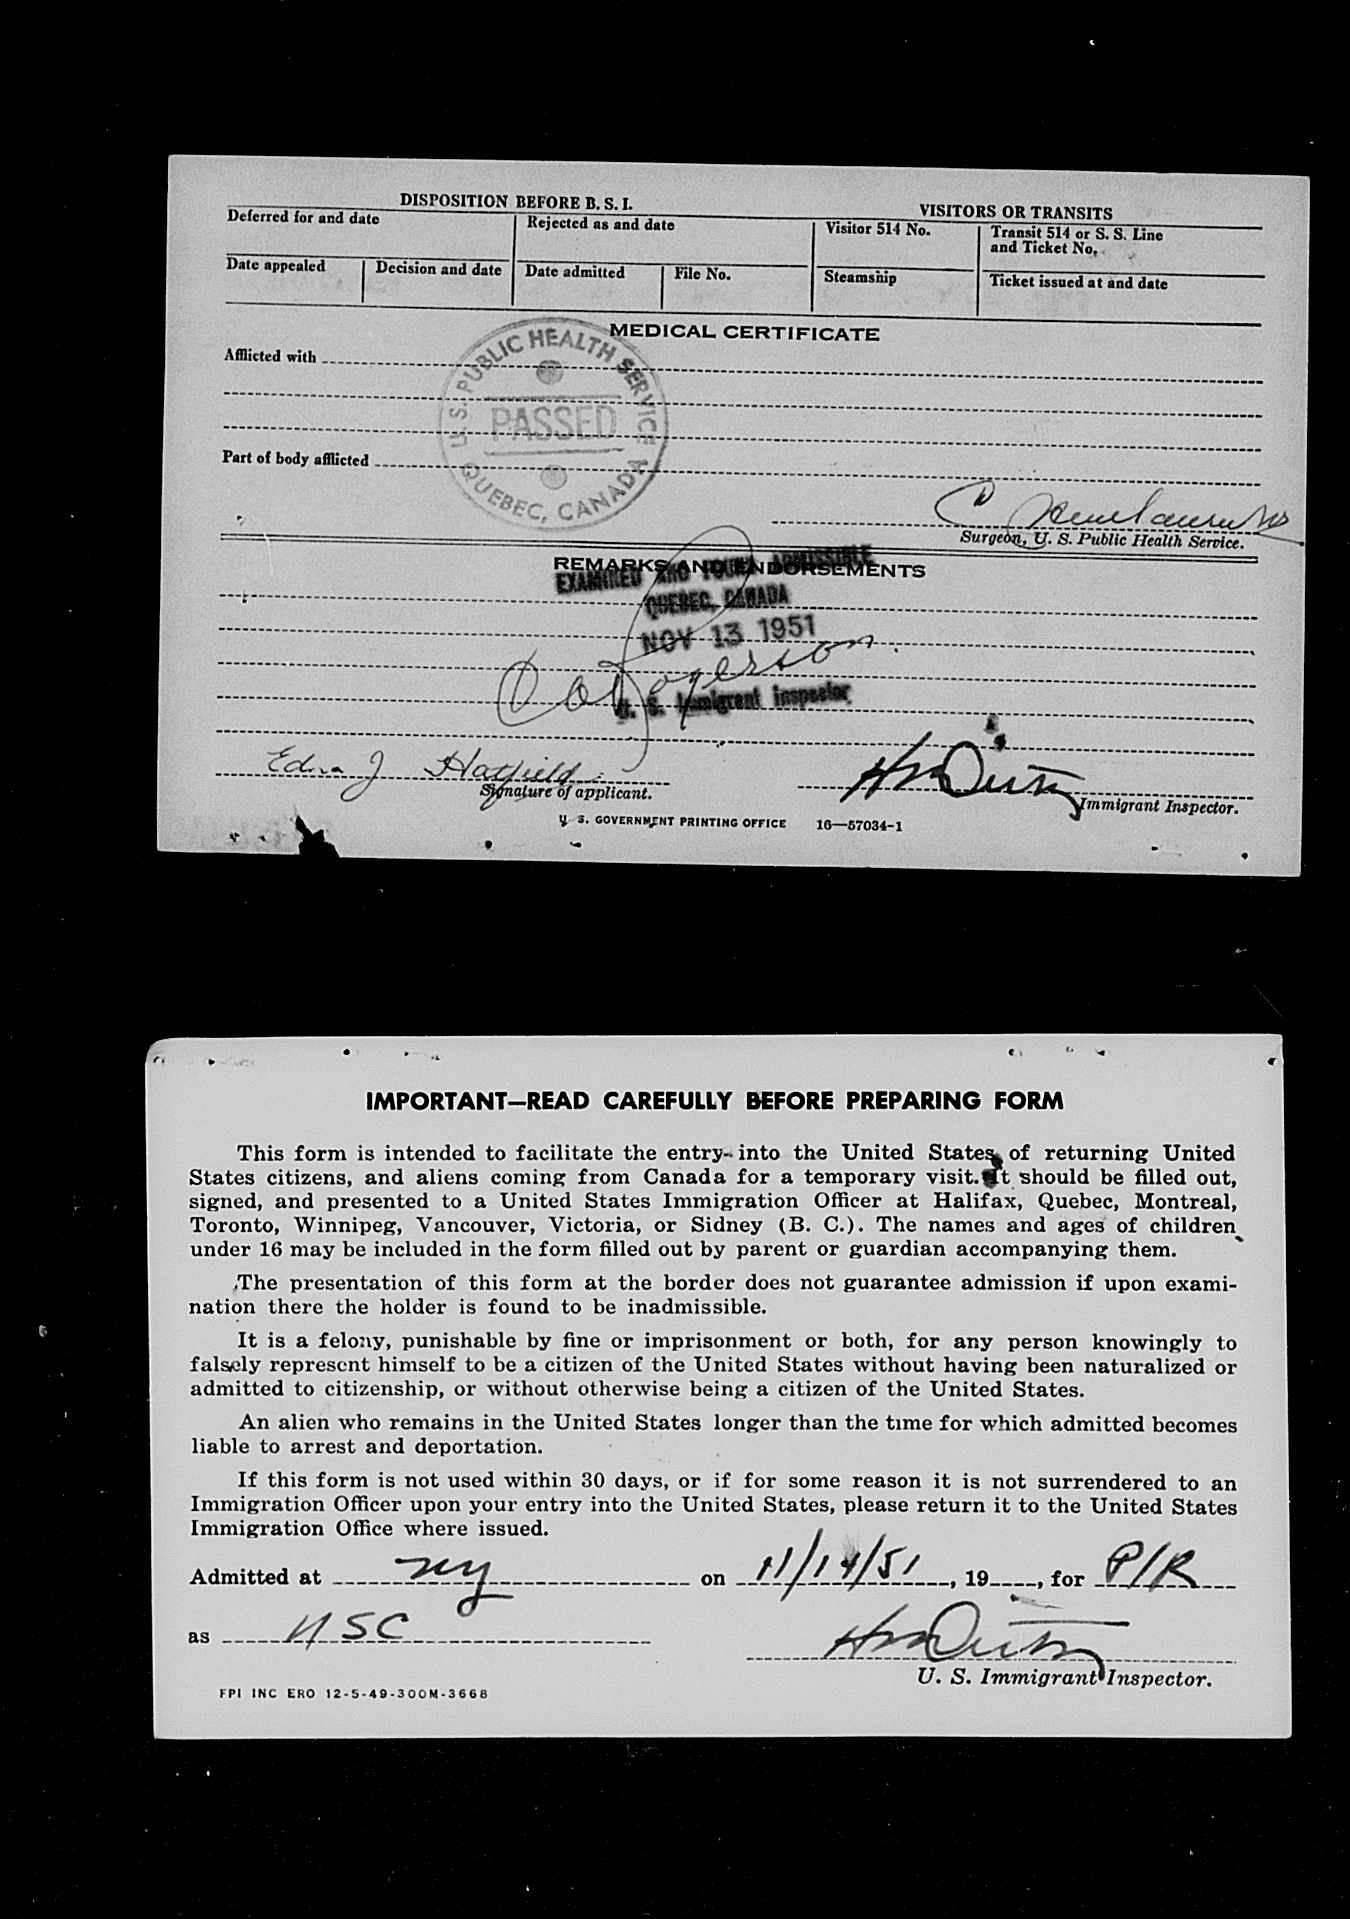 DISPOSITION BEFORE B. S. I.
VISITORS OR TRANSITS
Deferred for and date
Rejected as and date
Visitor 514 No.
Transit 514 or S. S. Line
and Ticket No.
Date appealed
Decision and date
Date admitted
File No.
Steamship
Ticket issued at and date
MEDICAL CERTIFICATE
Afflicted with
U.S. PUBLIC HEALTH SERVICE
PASSED
QUEBEC, CANADA
Part of body afflicted
Surgeon, U. S. Public Health Service.
REMARKS AND ENDORSEMENTS
EXAMINED AND FOUND ADMISSIBLE
QUEBEC, CANADA
NOV 13 1951
Rogerson
U. S. Immigrant Inspector
Edna J Hatfield
Signature of applicant.
Immigrant Inspector.
U. S. GOVERNMENT PRINTING OFFICE 16—57034-1
IMPORTANT—READ CAREFULLY BEFORE PREPARING FORM
This form is intended to facilitate the entry into the United States of returning United
States citizens, and aliens coming from Canada for a temporary visit. It should be filled out,
signed, and presented to a United States Immigration Officer at Halifax, Quebec, Montreal,
Toronto, Winnipeg, Vancouver, Victoria, or Sidney (B. C.). The names and ages of children
under 16 may be included in the form filled out by parent or guardian accompanying them.
The presentation of this form at the border does not guarantee admission if upon exami-
nation there the holder is found to be inadmissible.
It is a felony, punishable by fine or imprisonment or both, for any person knowingly to
falsely represent himself to be a citizen of the United States without having been naturalized or
admitted to citizenship, or without otherwise being a citizen of the United States.
An alien who remains in the United States longer than the time for which admitted becomes
liable to arrest and deportation.
If this form is not used within 30 days, or if for some reason it is not surrendered to an
Immigration Officer upon your entry into the United States, please return it to the United States
Immigration Office where issued.
Admitted at NY on 11/14/51, 19, for P/R
as USC
U. S. Immigrant Inspector.
FPI INC ERO 12-5-49-300M-3668